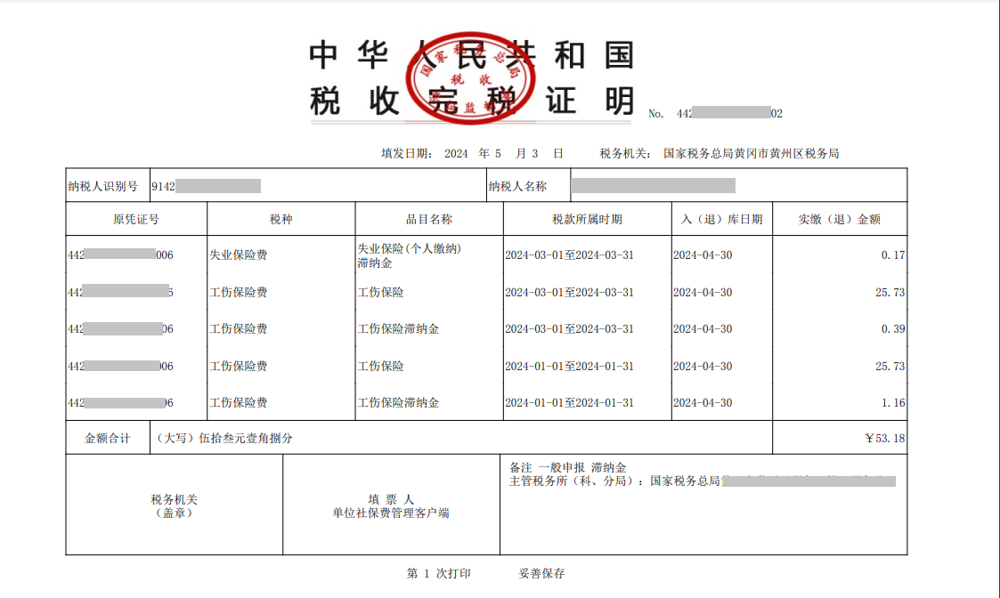 中华人民共和国
税收完税证明
国家税务总局
税收
No. 442 02
填发日期： 2024 年 5 月 3 日 税务机关： 国家税务总局黄冈市黄州区税务局
纳税人识别号 9142 纳税人名称
原凭证号 税种 品目名称 税款所属时期 入（退）库日期 实缴（退）金额
442 006 失业保险费 失业保险(个人缴纳)滞纳金 2024-03-01至2024-03-31 2024-04-30 0.17
442 6 工伤保险费 工伤保险 2024-03-01至2024-03-31 2024-04-30 25.73
442 06 工伤保险费 工伤保险滞纳金 2024-03-01至2024-03-31 2024-04-30 0.39
442 006 工伤保险费 工伤保险 2024-01-01至2024-01-31 2024-04-30 25.73
442 06 工伤保险费 工伤保险滞纳金 2024-01-01至2024-01-31 2024-04-30 1.16
金额合计 （大写）伍拾叁元壹角捌分 ￥53.18
税务机关
（盖章）
填 票 人
单位社保费管理客户端
备注 一般申报 滞纳金
主管税务所（科、分局）：国家税务总局
第 1 次打印 妥善保存